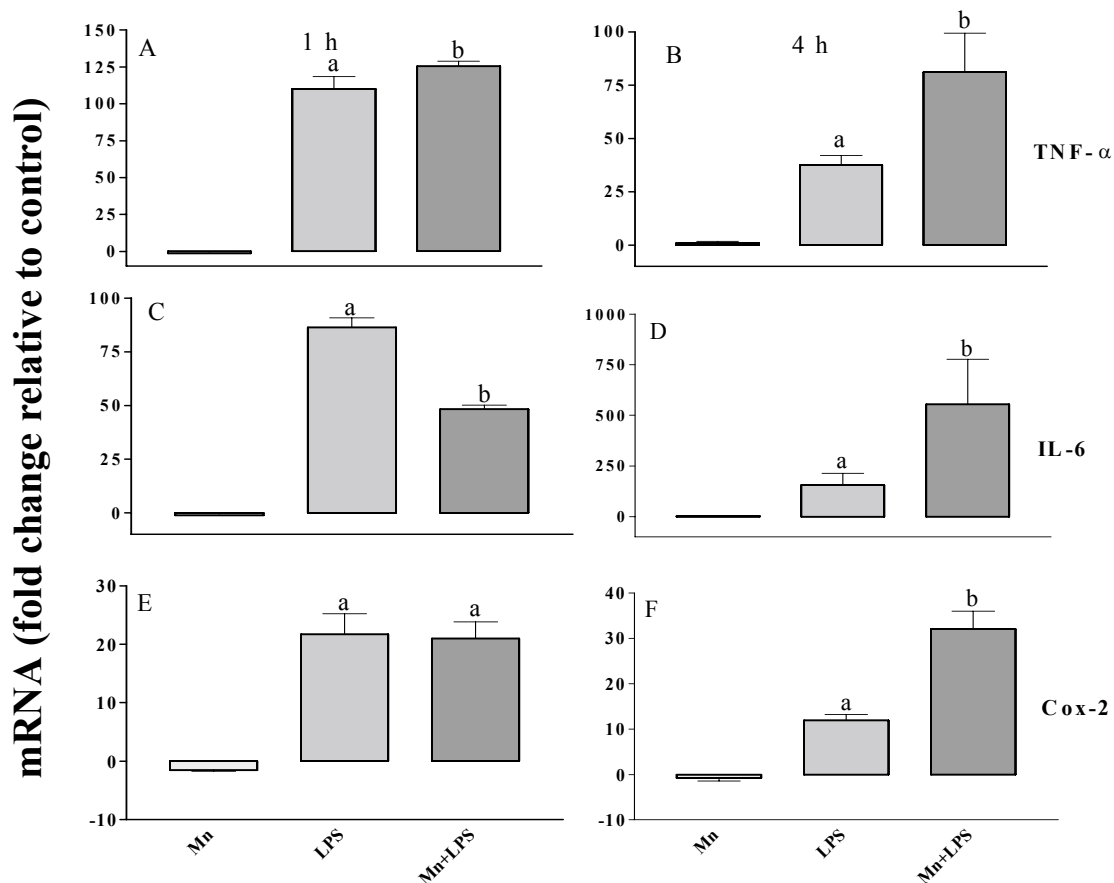 mRNA (fold change relative to control)
A
1 h
150
125
100
75
50
25
0
a
b
B
4 h
100
75
50
25
0
a
b
TNF-α
C
100
75
50
25
0
a
b
D
1000
750
500
250
0
a
b
IL-6
E
30
20
10
0
-10
a
a
Mn
LPS
Mn+LPS
F
40
30
20
10
0
-10
a
b
Cox-2
Mn
LPS
Mn+LPS